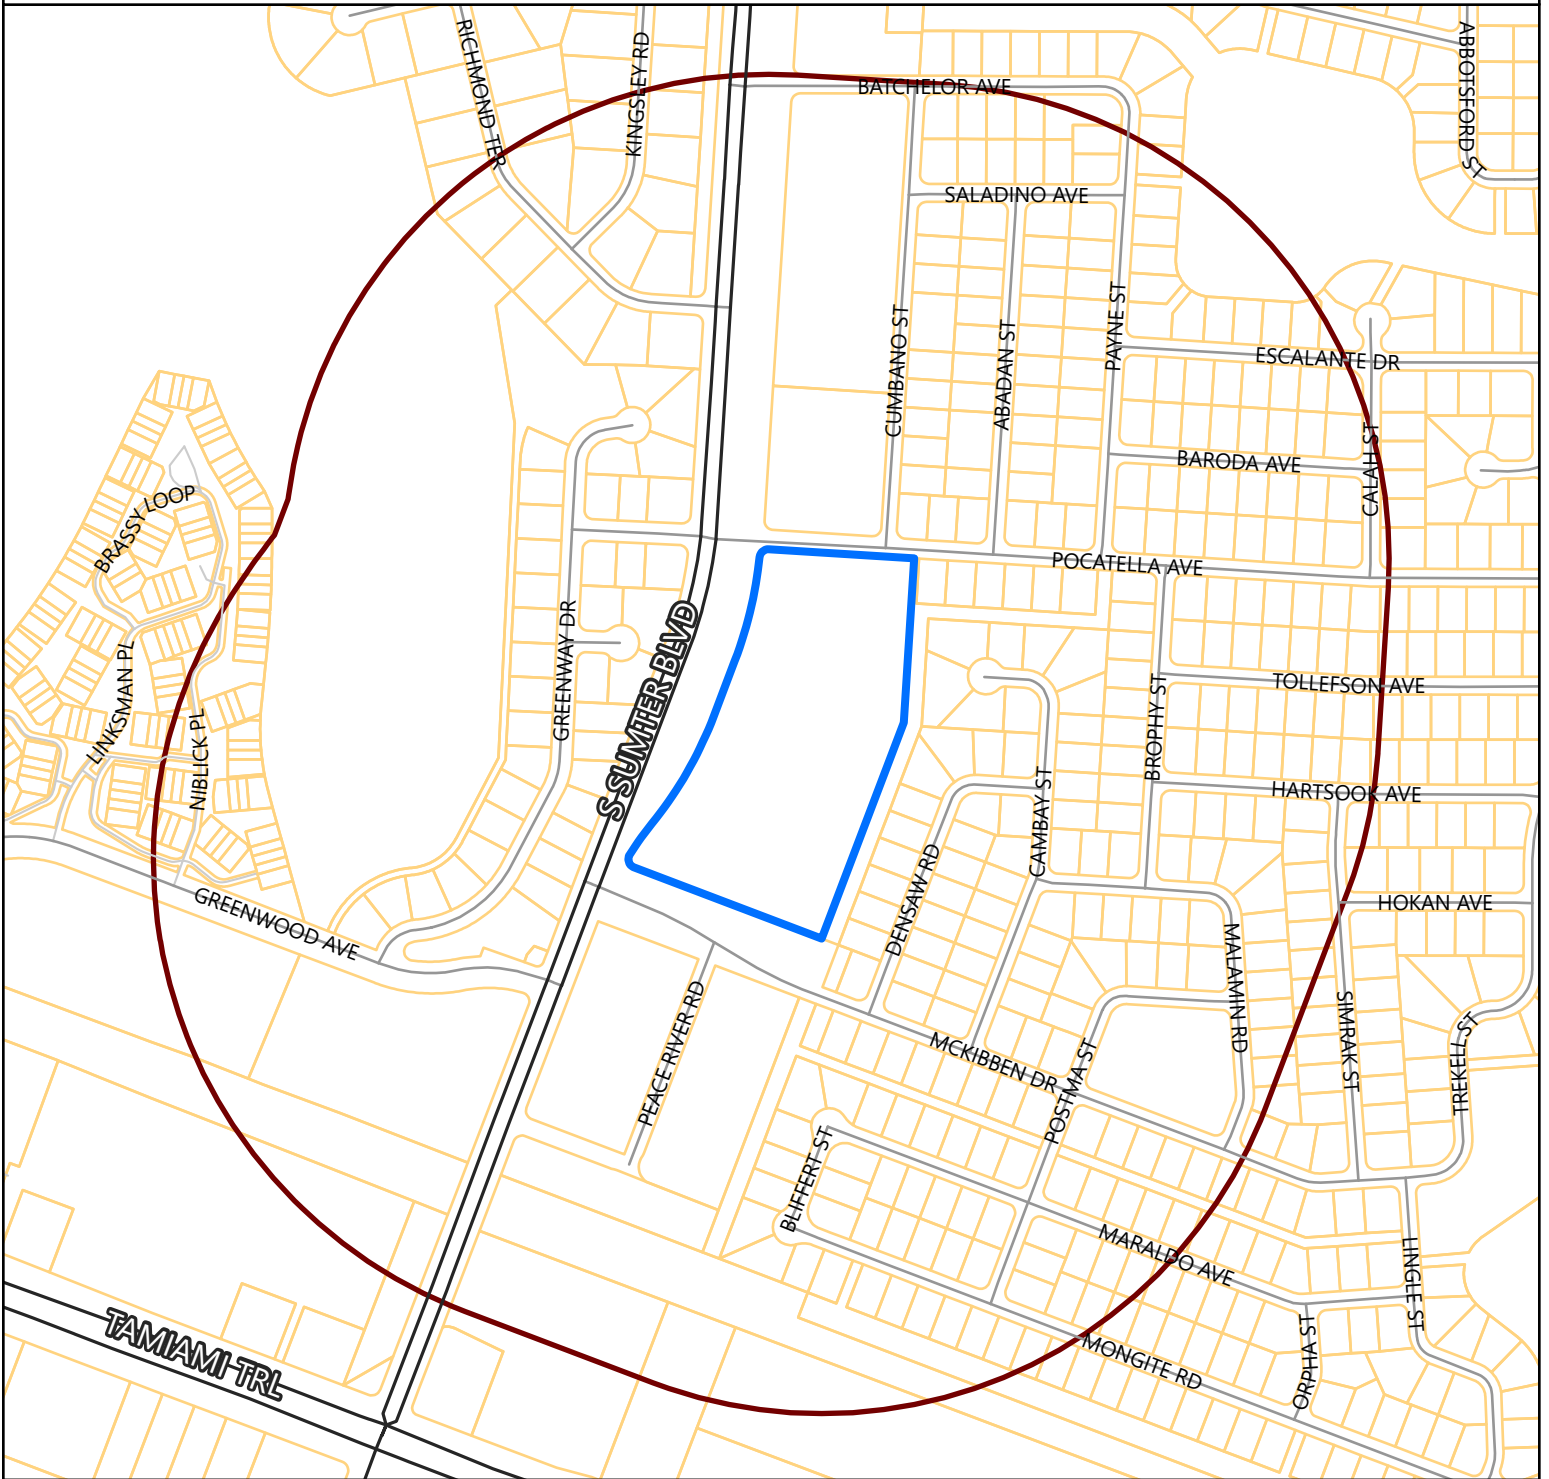 RICHMOND TER
KINGSLEY RD
ABBOTSFORD ST
BATCHELOR AVE
SALADINO AVE
CUMBANO ST
ABADAN ST
PAYNE ST
ESCALANTE DR
CALAH ST
BARODA AVE
BRASSY LOOP
POCATELLA AVE
GREENWAY DR
S SUMTER BLVD
LINKSMAN PL
NIBLICK PL
BROPHY ST
TOLLEFSON AVE
CAMBAY ST
HARTSOOK AVE
DENSAW RD
GREENWOOD AVE
HOKAN AVE
MALAMIN RD
SIMRAK ST
TREKELL ST
PEACE RIVER RD
MCKIBBEN DR
POSTMA ST
BLIFFERT ST
MARALDO AVE
LINGLE ST
TAMIAMI TRL
MONGITE RD
ORPHA ST